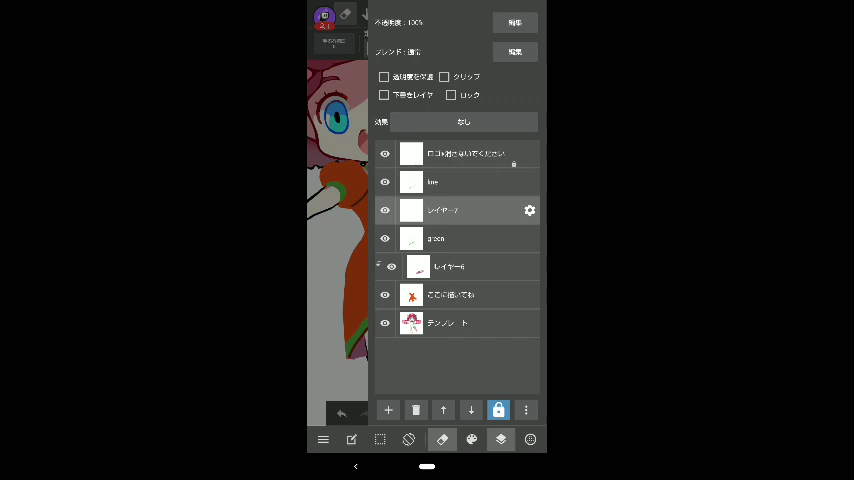 不透明度 : 100%
編集
ブレンド : 通常
編集
透明度を保護
クリップ
下書きレイヤ
ロック
効果
なし
ロゴ※消さないでください
line
レイヤー7
green
レイヤー6
ここに描いてね
テンプレート